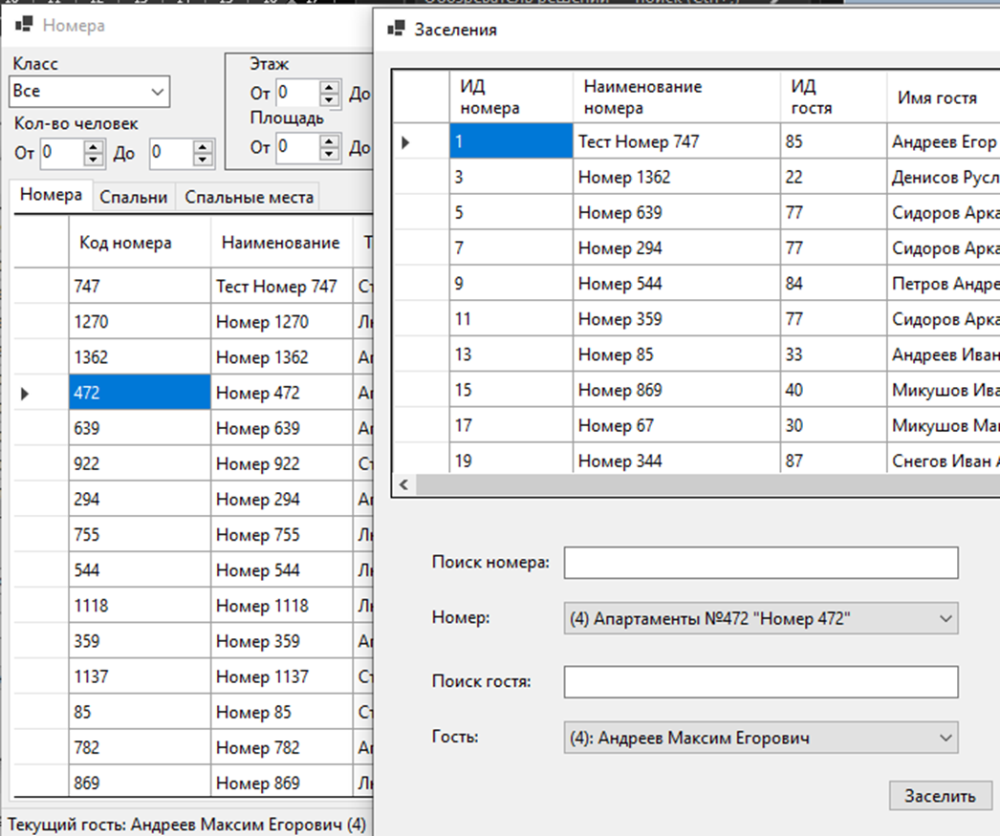 Номера
Класс
Все
Кол-во человек
От 0 До 0
Этаж
От 0 До
Площадь
От 0 До
Номера Спальни Спальные места
Код номера Наименование
747 Тест Номер 747
1270 Номер 1270
1362 Номер 1362
472 Номер 472
639 Номер 639
922 Номер 922
294 Номер 294
755 Номер 755
544 Номер 544
1118 Номер 1118
359 Номер 359
1137 Номер 1137
85 Номер 85
782 Номер 782
869 Номер 869
Текущий гость: Андреев Максим Егорович (4)
Заселения
ИД номера Наименование номера ИД гостя Имя гостя
1 Тест Номер 747 85 Андреев Егор
3 Номер 1362 22 Денисов Русл
5 Номер 639 77 Сидоров Арка
7 Номер 294 77 Сидоров Арка
9 Номер 544 84 Петров Андре
11 Номер 359 77 Сидоров Арка
13 Номер 85 33 Андреев Иван
15 Номер 869 40 Микушов Ива
17 Номер 67 30 Микушов Мак
19 Номер 344 87 Снегов Иван А
Поиск номера:
Номер: (4) Апартаменты №472 "Номер 472"
Поиск гостя:
Гость: (4): Андреев Максим Егорович
Заселить